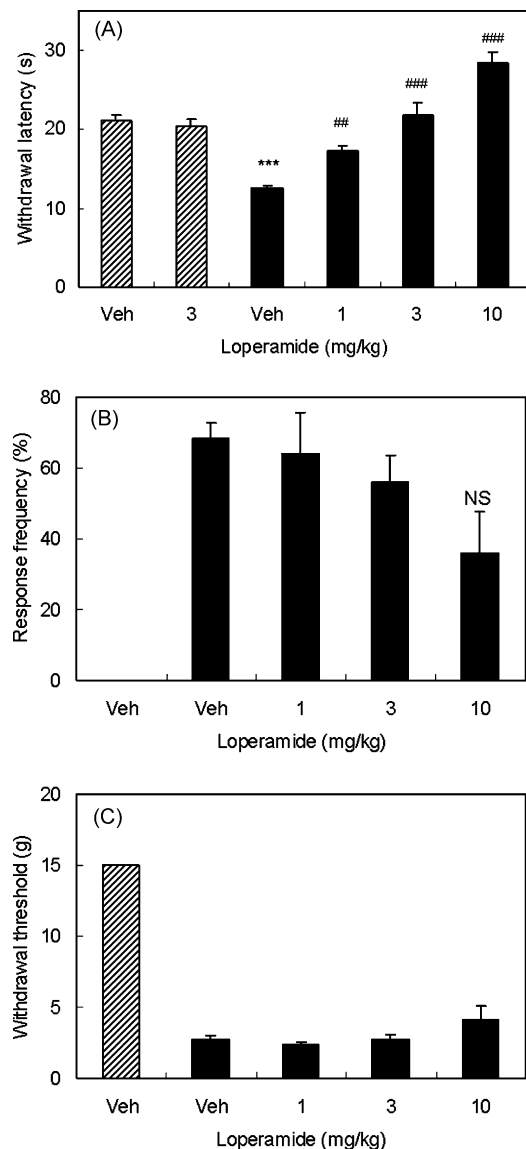 (A)
Withdrawal latency (s)
30
20
10
0
***
##
###
###
Veh 3 Veh 1 3 10
Loperamide (mg/kg)
(B)
Response frequency (%)
80
60
40
20
0
NS
Veh Veh 1 3 10
Loperamide (mg/kg)
(C)
Withdrawal threshold (g)
20
15
10
5
0
Veh Veh 1 3 10
Loperamide (mg/kg)